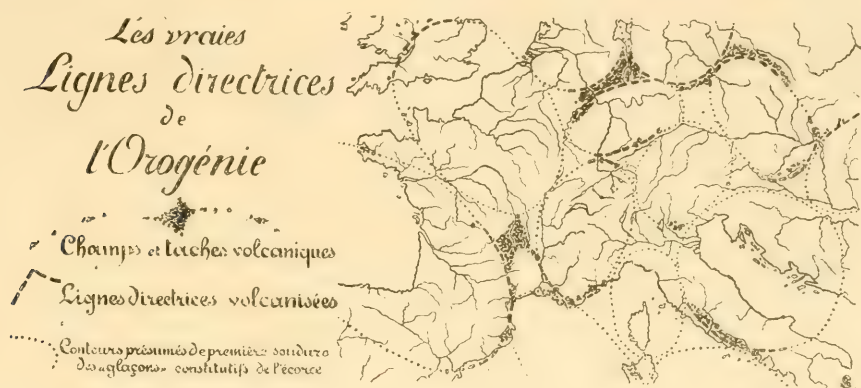 Les vraies
Lignes directrices
de
l'Orogénie
Champs et taches volcaniques
Lignes directrices volcanisées
Contours présumés de première soudure
des «glaçons» constitutifs de l'écorce